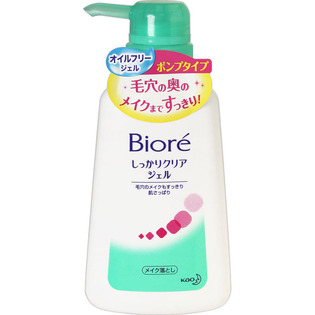 オイルフリー
ジェル
ポンプタイプ
毛穴の奥の
メイクまですっきり!
Bioré
しっかりクリア
ジェル
毛穴のメイクもすっきり
肌さっぱり
メイク落とし
Kao